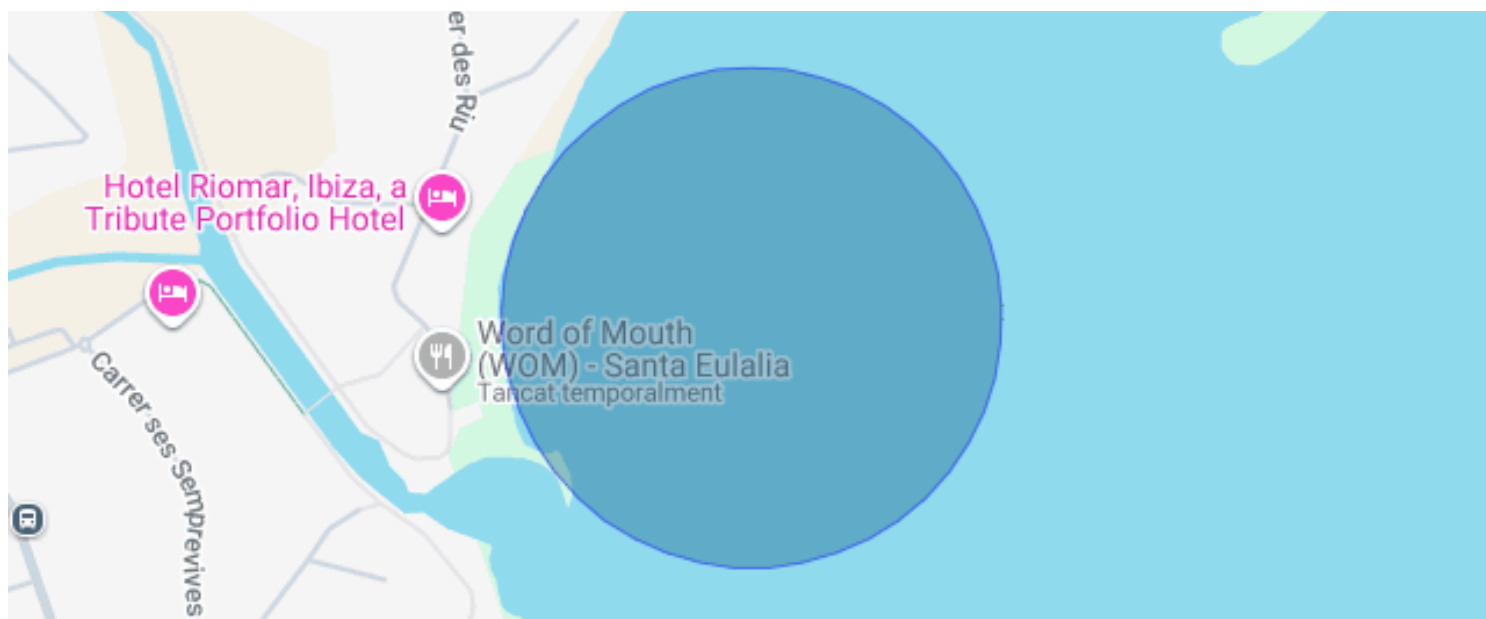 er des Riu
Hotel Riomar, Ibiza, a
Tribute Portfolio Hotel
Word of Mouth
(WOM) - Santa Eulalia
Tancat temporalment
Carrer ses Semprevives